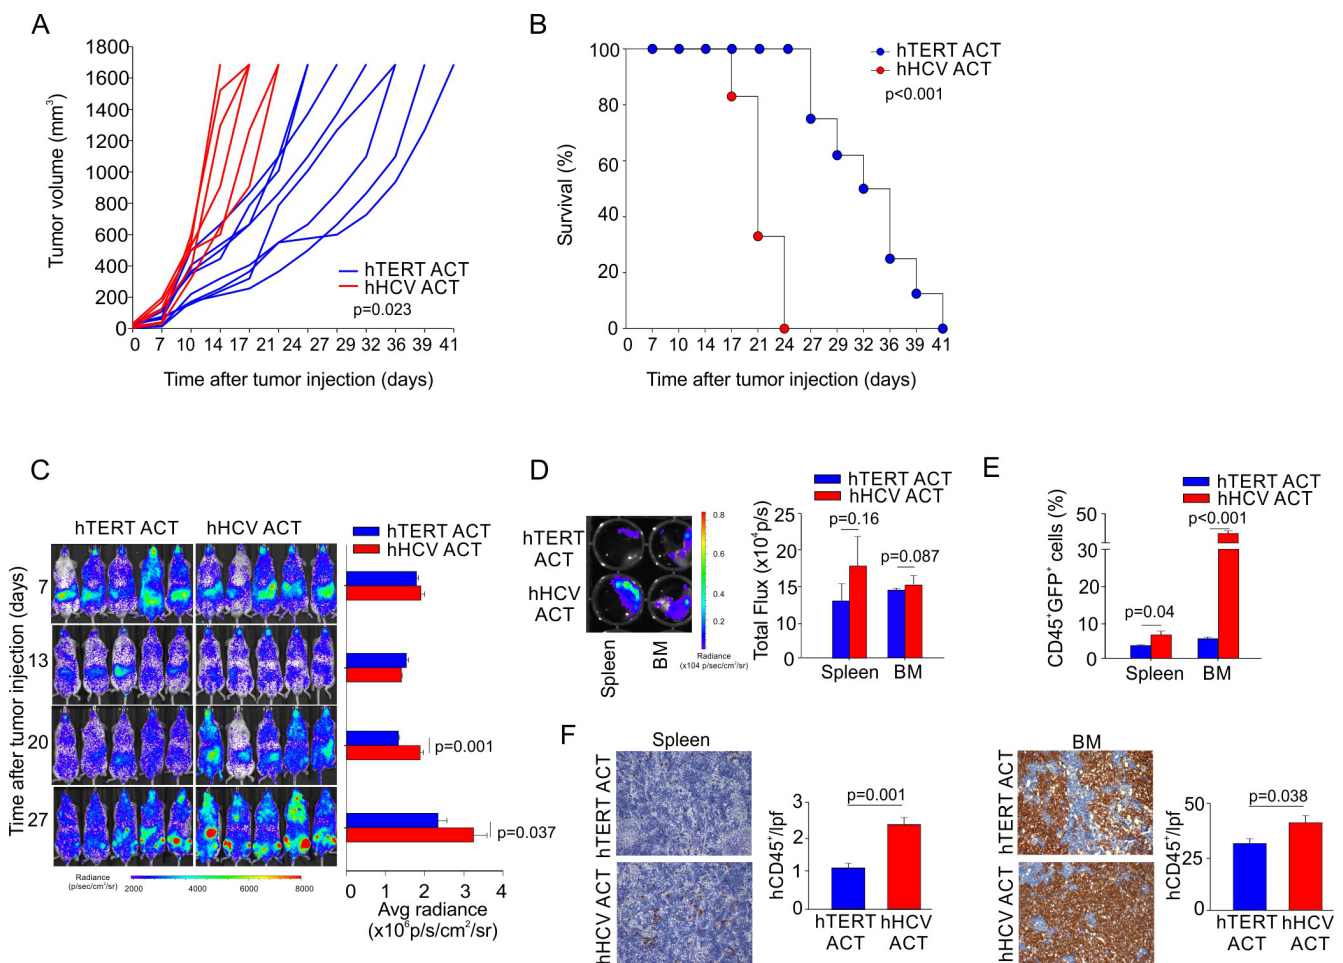 A
Tumor volume (mm³)
1800
1600
1400
1200
1000
800
600
400
200
0
0 7 10 14 17 21 24 27 29 32 36 39 41
Time after tumor injection (days)
hTERT ACT
hHCV ACT
p=0.023
B
Survival (%)
100
80
60
40
20
0
0 7 10 14 17 21 24 27 29 32 36 39 41
Time after tumor injection (days)
hTERT ACT
hHCV ACT
p<0.001
C
hTERT ACT hHCV ACT
Time after tumor injection (days)
7
13
20
27
Radiance
(p/sec/cm²/sr)
2000 4000 6000 8000
hTERT ACT
hHCV ACT
p=0.001
p=0.037
0 1 2 3 4
Avg radiance
(x10⁶p/s/cm²/sr)
D
hTERT
ACT
hHCV
ACT
Spleen
BM
0.8
0.6
0.4
0.2
Radiance
(x104 p/sec/cm²/sr)
hTERT ACT
hHCV ACT
Total Flux (x10⁴p/s)
25
20
15
10
5
0
p=0.16
p=0.087
Spleen BM
E
hTERT ACT
hHCV ACT
CD45⁺GFP⁺ cells (%)
50
40
30
10
5
0
p=0.04
p<0.001
Spleen BM
F
Spleen
hTERT ACT
hHCV ACT
hCD45⁺/lpf
3
2
1
0
p=0.001
hTERT hHCV
ACT ACT
BM
hTERT ACT
hHCV ACT
hCD45⁺/lpf
50
25
0
p=0.038
hTERT hHCV
ACT ACT